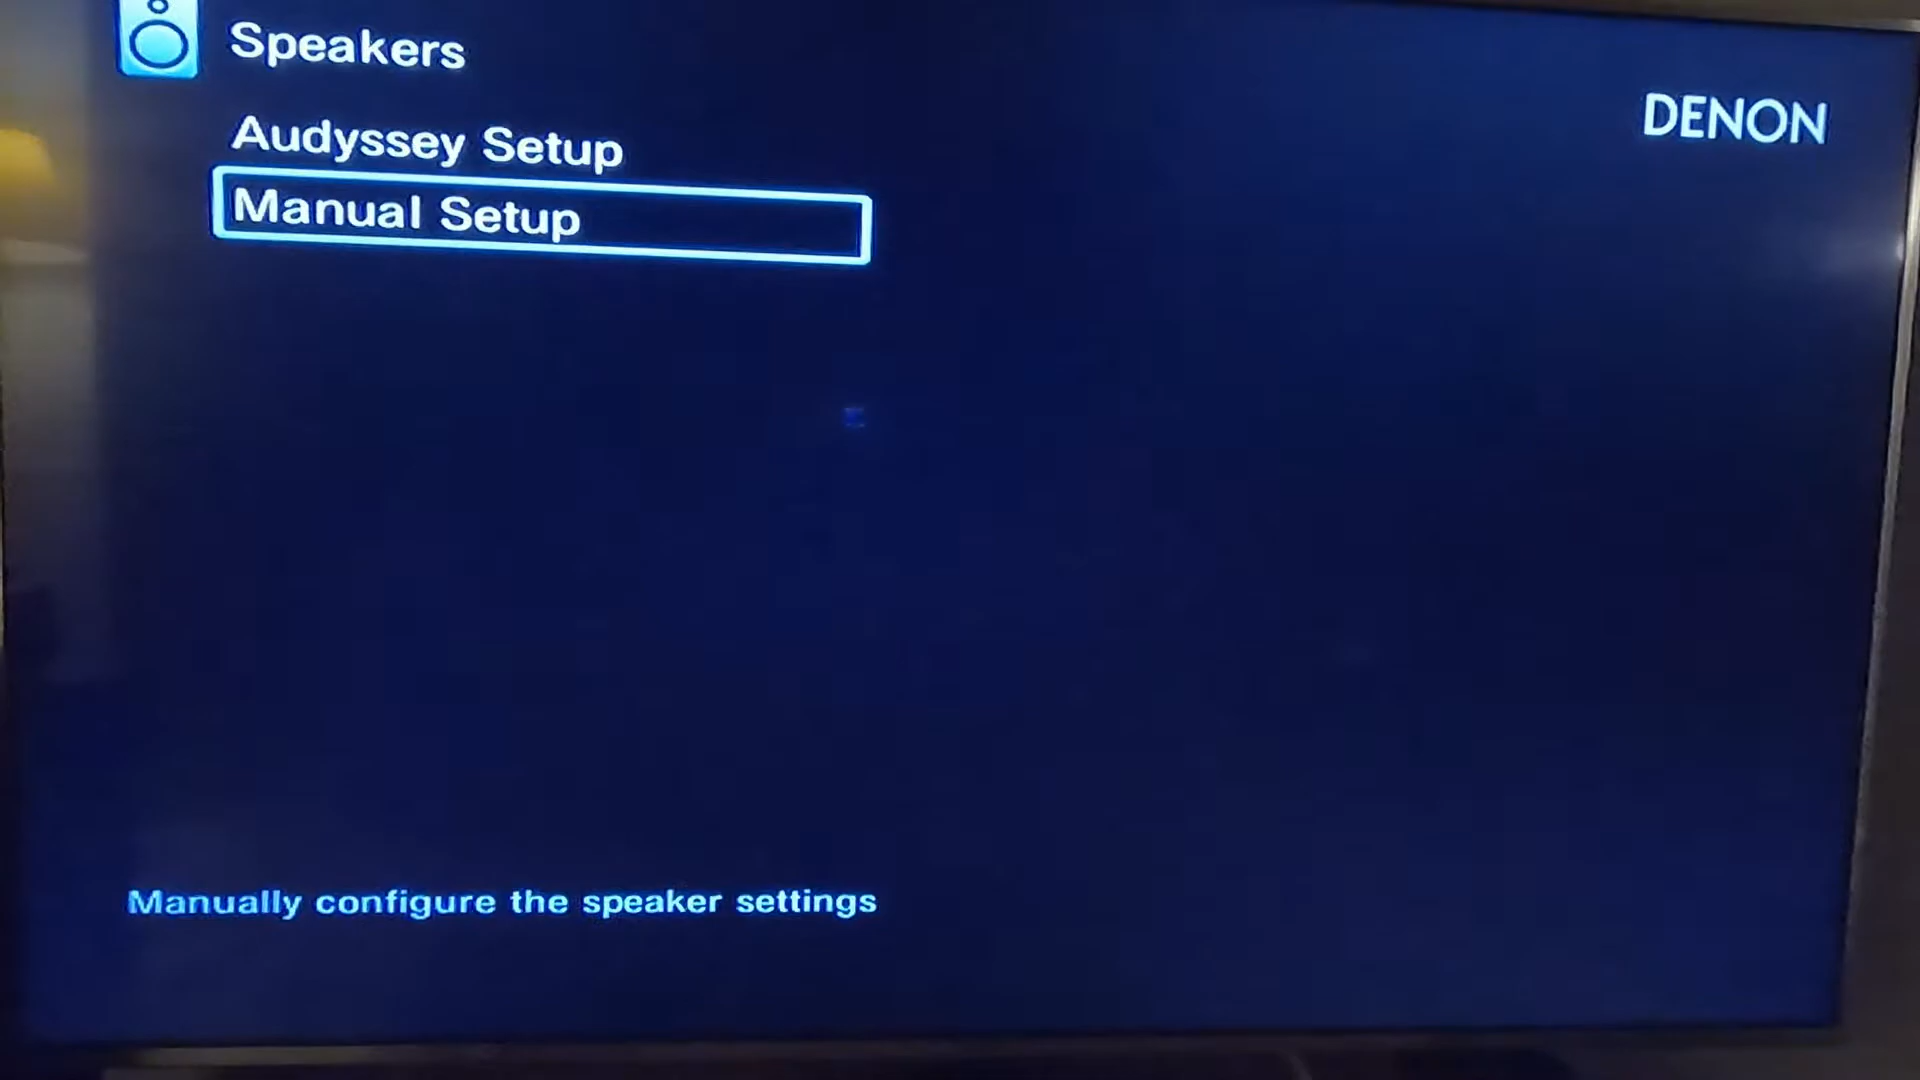 Speakers
DENON
Audyssey Setup
Manual Setup
Manually configure the speaker settings